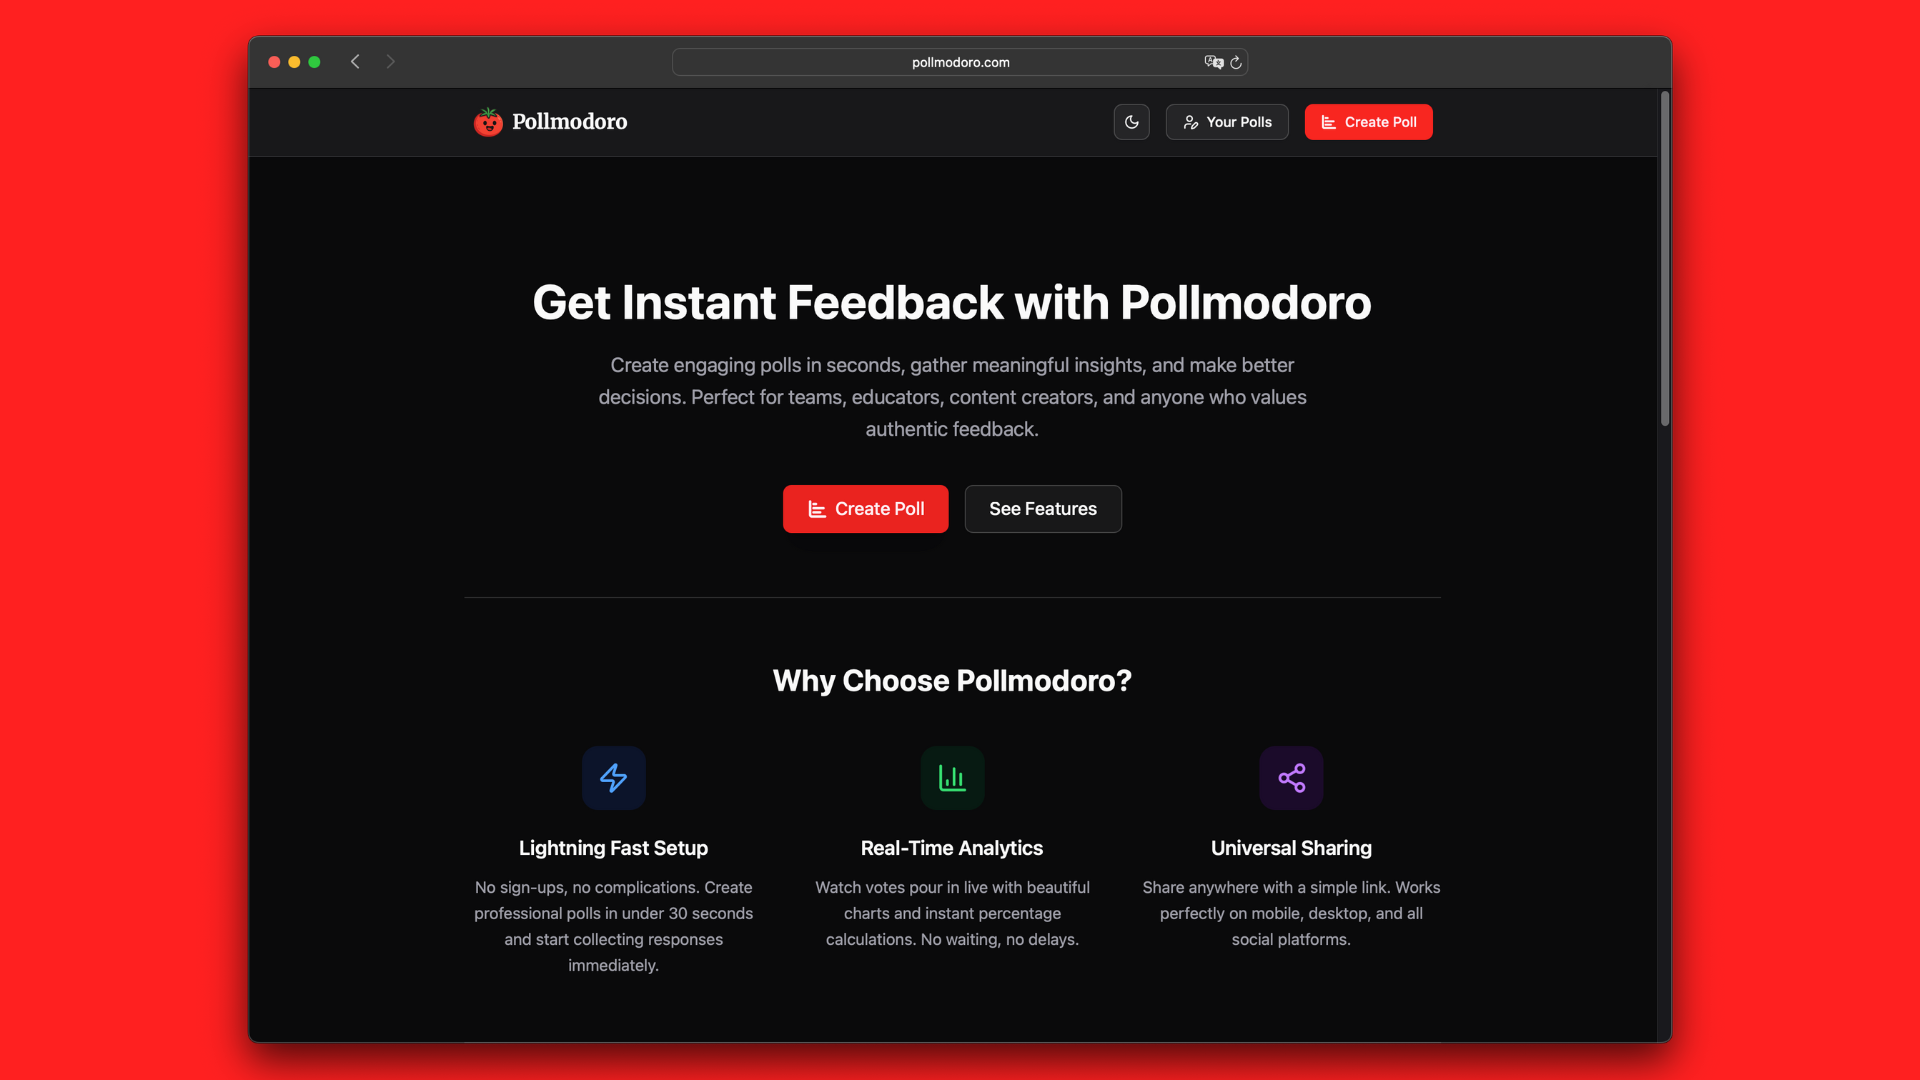 pollmodoro.com
Pollmodoro
Your Polls
Create Poll
Get Instant Feedback with Pollmodoro
Create engaging polls in seconds, gather meaningful insights, and make better
decisions. Perfect for teams, educators, content creators, and anyone who values
authentic feedback.
Create Poll
See Features
Why Choose Pollmodoro?
Lightning Fast Setup
No sign-ups, no complications. Create
professional polls in under 30 seconds
and start collecting responses
immediately.
Real-Time Analytics
Watch votes pour in live with beautiful
charts and instant percentage
calculations. No waiting, no delays.
Universal Sharing
Share anywhere with a simple link. Works
perfectly on mobile, desktop, and all
social platforms.